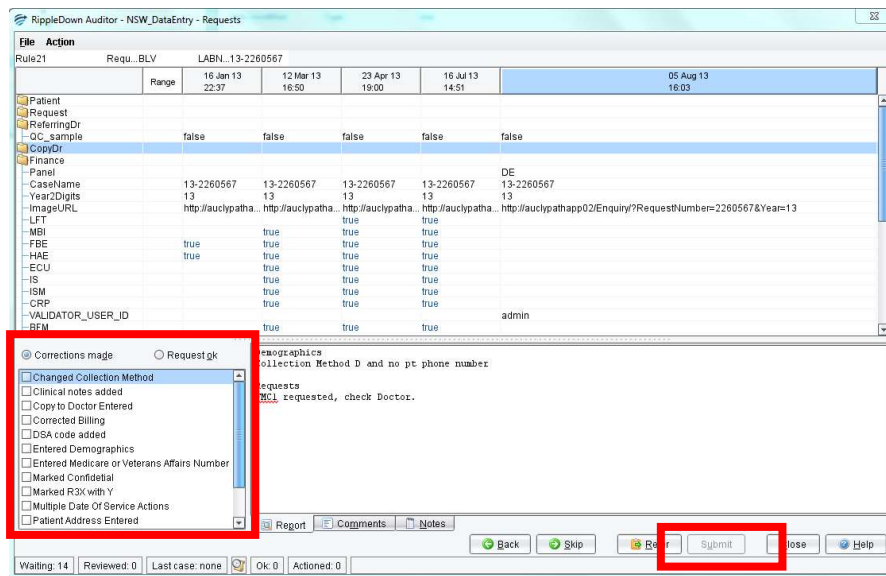 RippleDown Auditor - NSW_DataEntry - Requests
File Action
Rule21 Requ...BLV LABN...13-2260567
Range 16 Jan 13 22:37 12 Mar 13 16:50 23 Apr 13 19:00 16 Jul 13 14:51 05 Aug 13 16:03
Patient
Request
ReferringDr
QC_sample false false false false false
CopyDr
Finance
Panel DE
CaseName 13-2260567 13-2260567 13-2260567 13-2260567 13-2260567
Year2Digits 13 13 13 13 13
ImageURL http://auclypatha... http://auclypatha... http://auclypatha... http://auclypatha... http://auclypathapp02/Enquiry/?RequestNumber=2260567&Year=13
LFT true true
MBI true true true
FBE true true true true
HAE true true true true
ECU true true true
IS true true true
ISM true true true
CRP true true true
VALIDATOR_USER_ID admin
BFM true true true
Corrections made Request ok
Changed Collection Method
Clinical notes added
Copy to Doctor Entered
Corrected Billing
DSA code added
Entered Demographics
Entered Medicare or Veterans Affairs Number
Marked Confidetial
Marked R3X with Y
Multiple Date Of Service Actions
Patient Address Entered
emographics
ollection Method D and no pt phone number
equests
MCl requested, check Doctor.
Report Comments Notes
Back Skip Refer Submit lose Help
Waiting: 14 Reviewed: 0 Last case: none Ok: 0 Actioned: 0